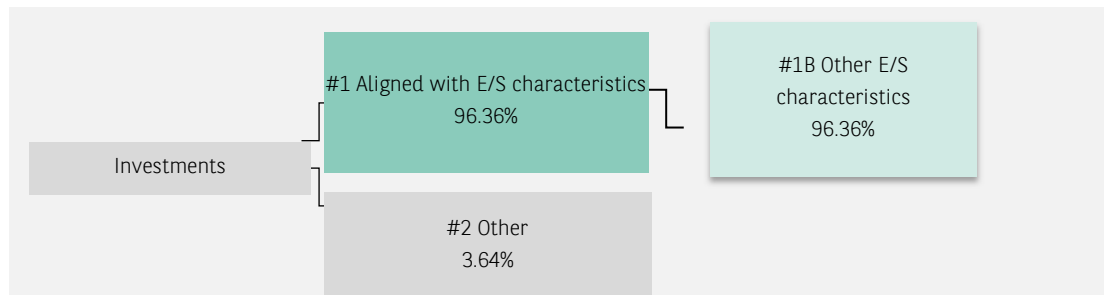 Investments
#1 Aligned with E/S characteristics
96.36%
#1B Other E/S
characteristics
96.36%
#2 Other
3.64%